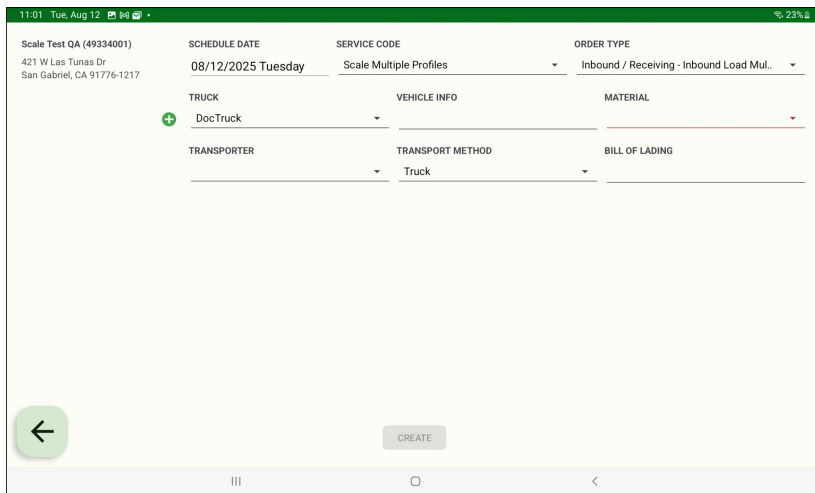 11:01 Tue, Aug 12
23%
Scale Test QA (49334001)
421 W Las Tunas Dr
San Gabriel, CA 91776-1217
SCHEDULE DATE
08/12/2025 Tuesday
SERVICE CODE
Scale Multiple Profiles
ORDER TYPE
Inbound / Receiving - Inbound Load Mul..
TRUCK
DocTruck
VEHICLE INFO
MATERIAL
TRANSPORTER
TRANSPORT METHOD
Truck
BILL OF LADING
CREATE